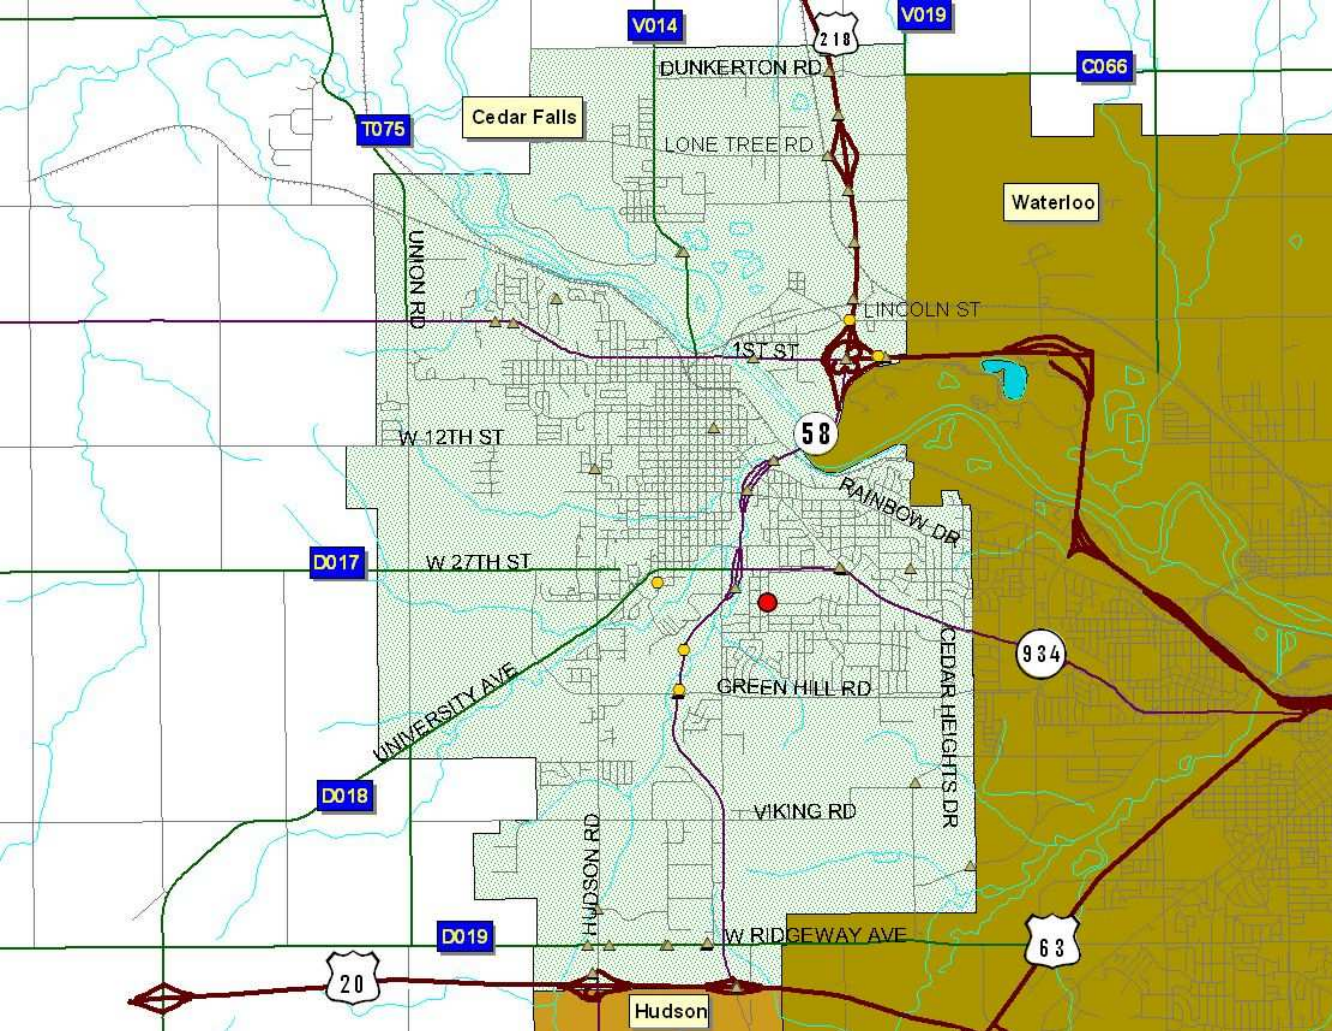 V014
V019
218
DUNKERTON RD
C066
Cedar Falls
T075
LONE TREE RD
Waterloo
UNION RD
LINCOLN ST
1ST ST
W 12TH ST
58
RAINBOW DR
D017
W 27TH ST
934
CEDAR HEIGHTS DR
GREEN HILL RD
UNIVERSITY AVE
D018
VIKING RD
HUDSON RD
D019
W RIDGEWAY AVE
63
20
Hudson